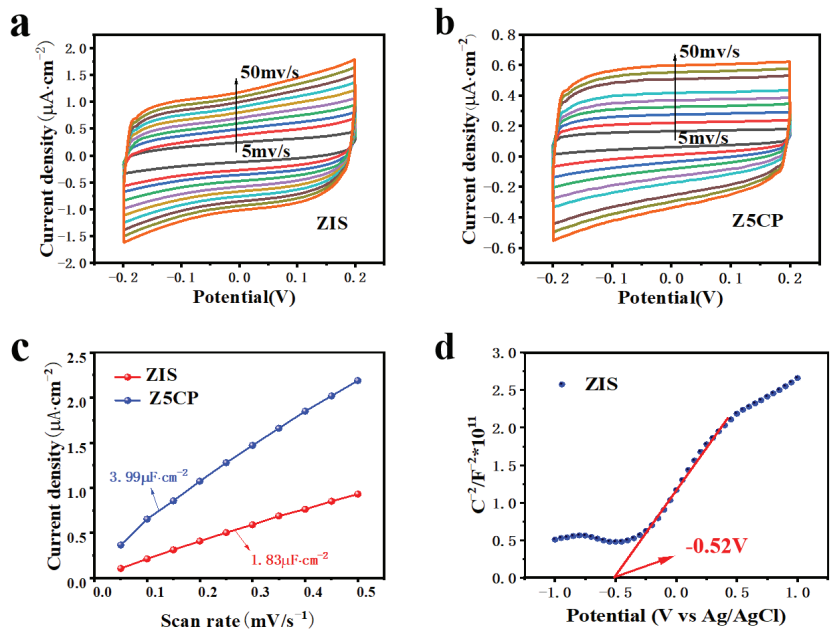 a
Current density (μA·cm⁻²)
2.0
1.5
1.0
0.5
0.0
−0.5
−1.0
−1.5
−2.0
50mv/s
5mv/s
ZIS
−0.2 −0.1 0.0 0.1 0.2
Potential(V)
b
Current density(μA·cm⁻²)
0.8
0.6
0.4
0.2
0.0
−0.2
−0.4
−0.6
50mv/s
5mv/s
Z5CP
−0.2 −0.1 0.0 0.1 0.2
Potential(V)
c
Current density(μA·cm⁻²)
2.5
2.0
1.5
1.0
0.5
0.0
ZIS
Z5CP
3.99μF·cm⁻²
1.83μF·cm⁻²
0.0 0.1 0.2 0.3 0.4 0.5
Scan rate (mV/s⁻¹)
d
C⁻²/F⁻²*10¹¹
3.0
2.5
2.0
1.5
1.0
0.5
0.0
ZIS
-0.52V
−1.0 −0.5 0.0 0.5 1.0
Potential (V vs Ag/AgCl)